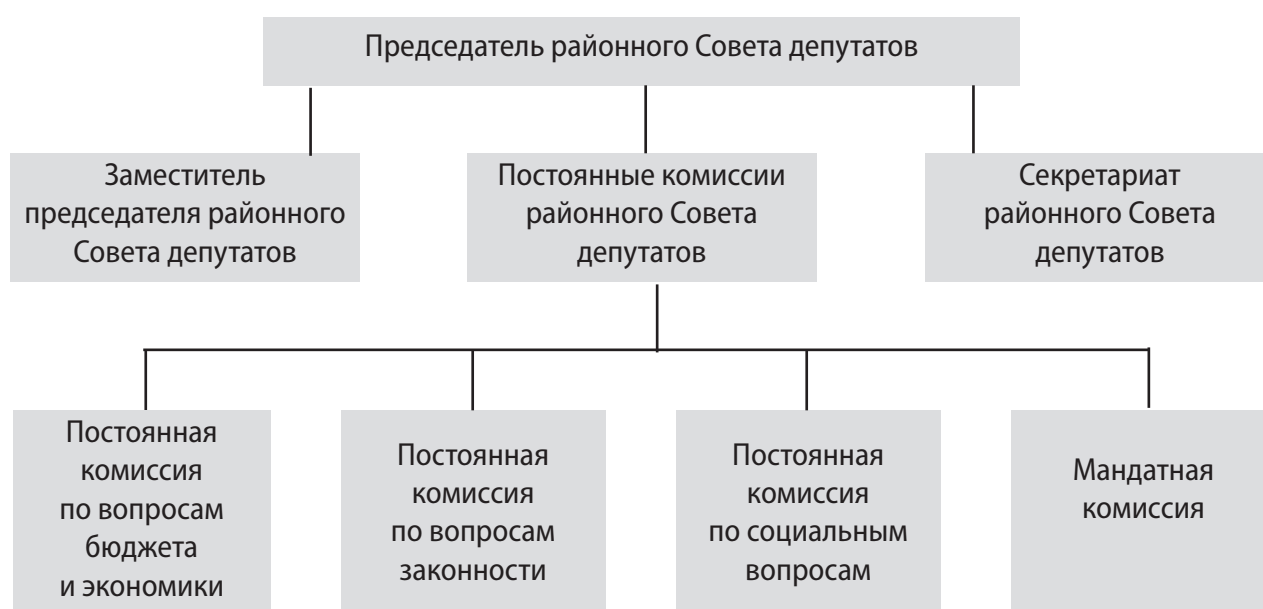 Председатель районного Совета депутатов
Заместитель
председателя районного
Совета депутатов
Постоянные комиссии
районного Совета
депутатов
Секретариат
районного Совета
депутатов
Постоянная
комиссия
по вопросам
бюджета
и экономики
Постоянная
комиссия
по вопросам
законности
Постоянная
комиссия
по социальным
вопросам
Мандатная
комиссия